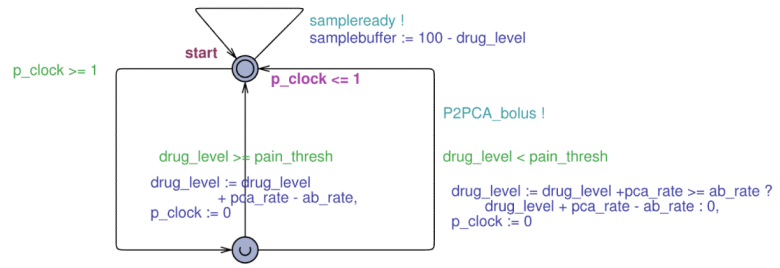 sampleready !
samplebuffer := 100 - drug_level
start
p_clock >= 1
p_clock <= 1
P2PCA_bolus !
drug_level >= pain_thresh
drug_level < pain_thresh
drug_level := drug_level
+ pca_rate - ab_rate,
p_clock := 0
drug_level := drug_level +pca_rate >= ab_rate ?
drug_level + pca_rate - ab_rate : 0,
p_clock := 0
U